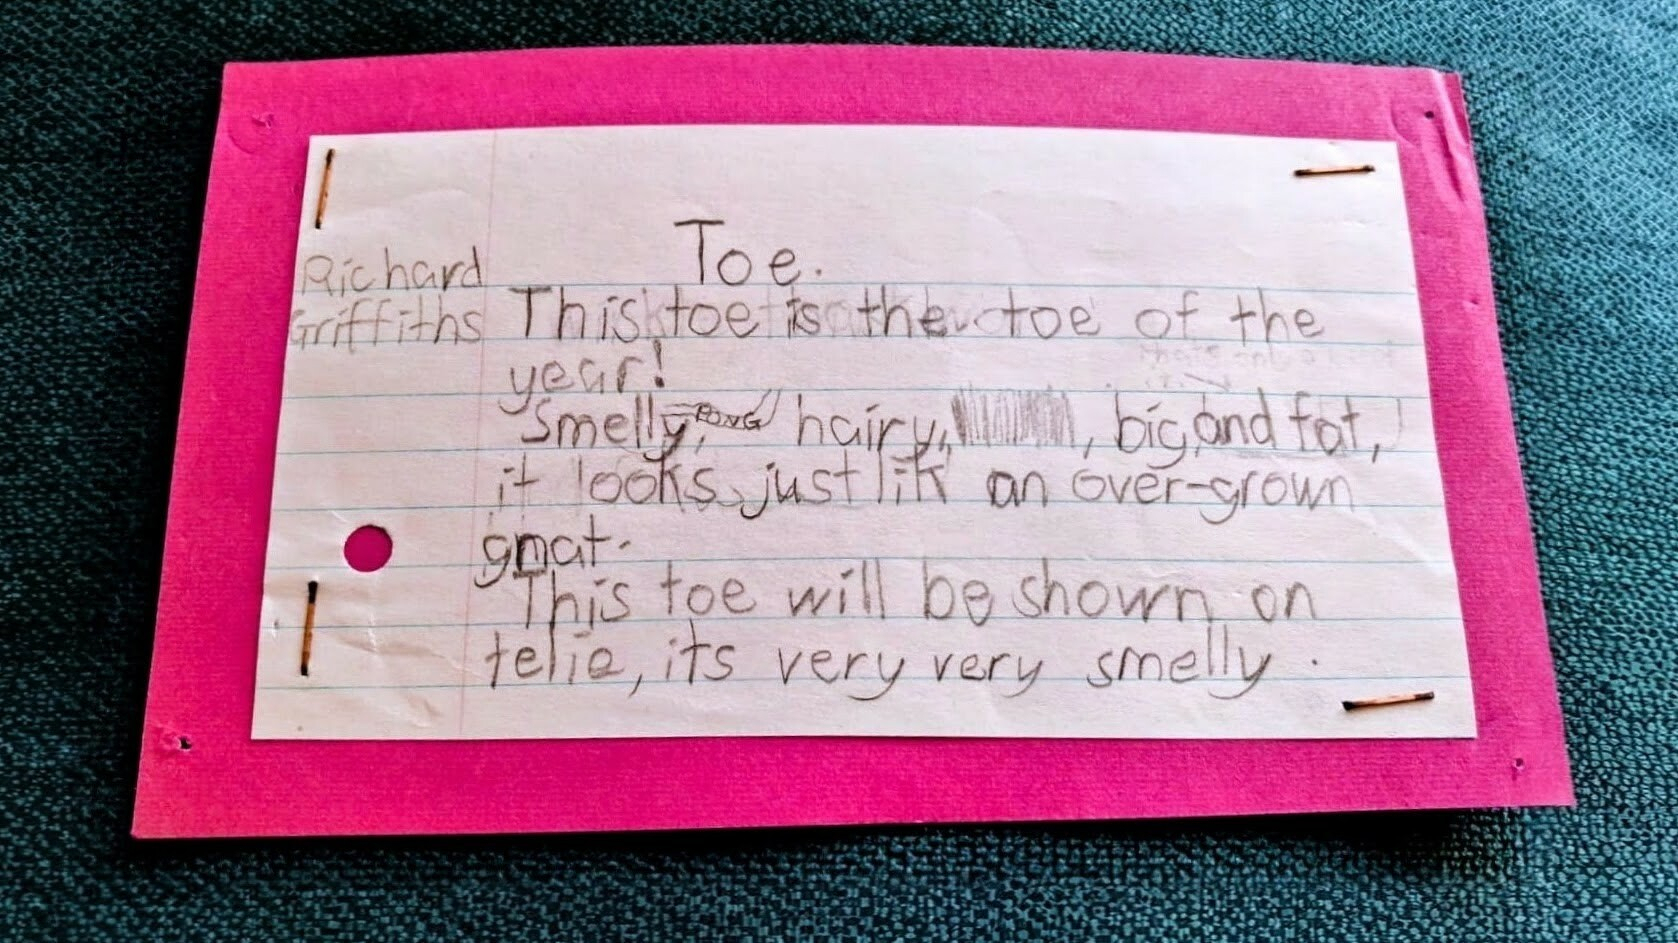 Richard
Griffiths
Toe.
This toe is the toe of the
year!
Smelly, PONG hairy, , big, and fat,
it looks just lik an over-grown
gnat.
This toe will be shown on
telie, its very very smelly.